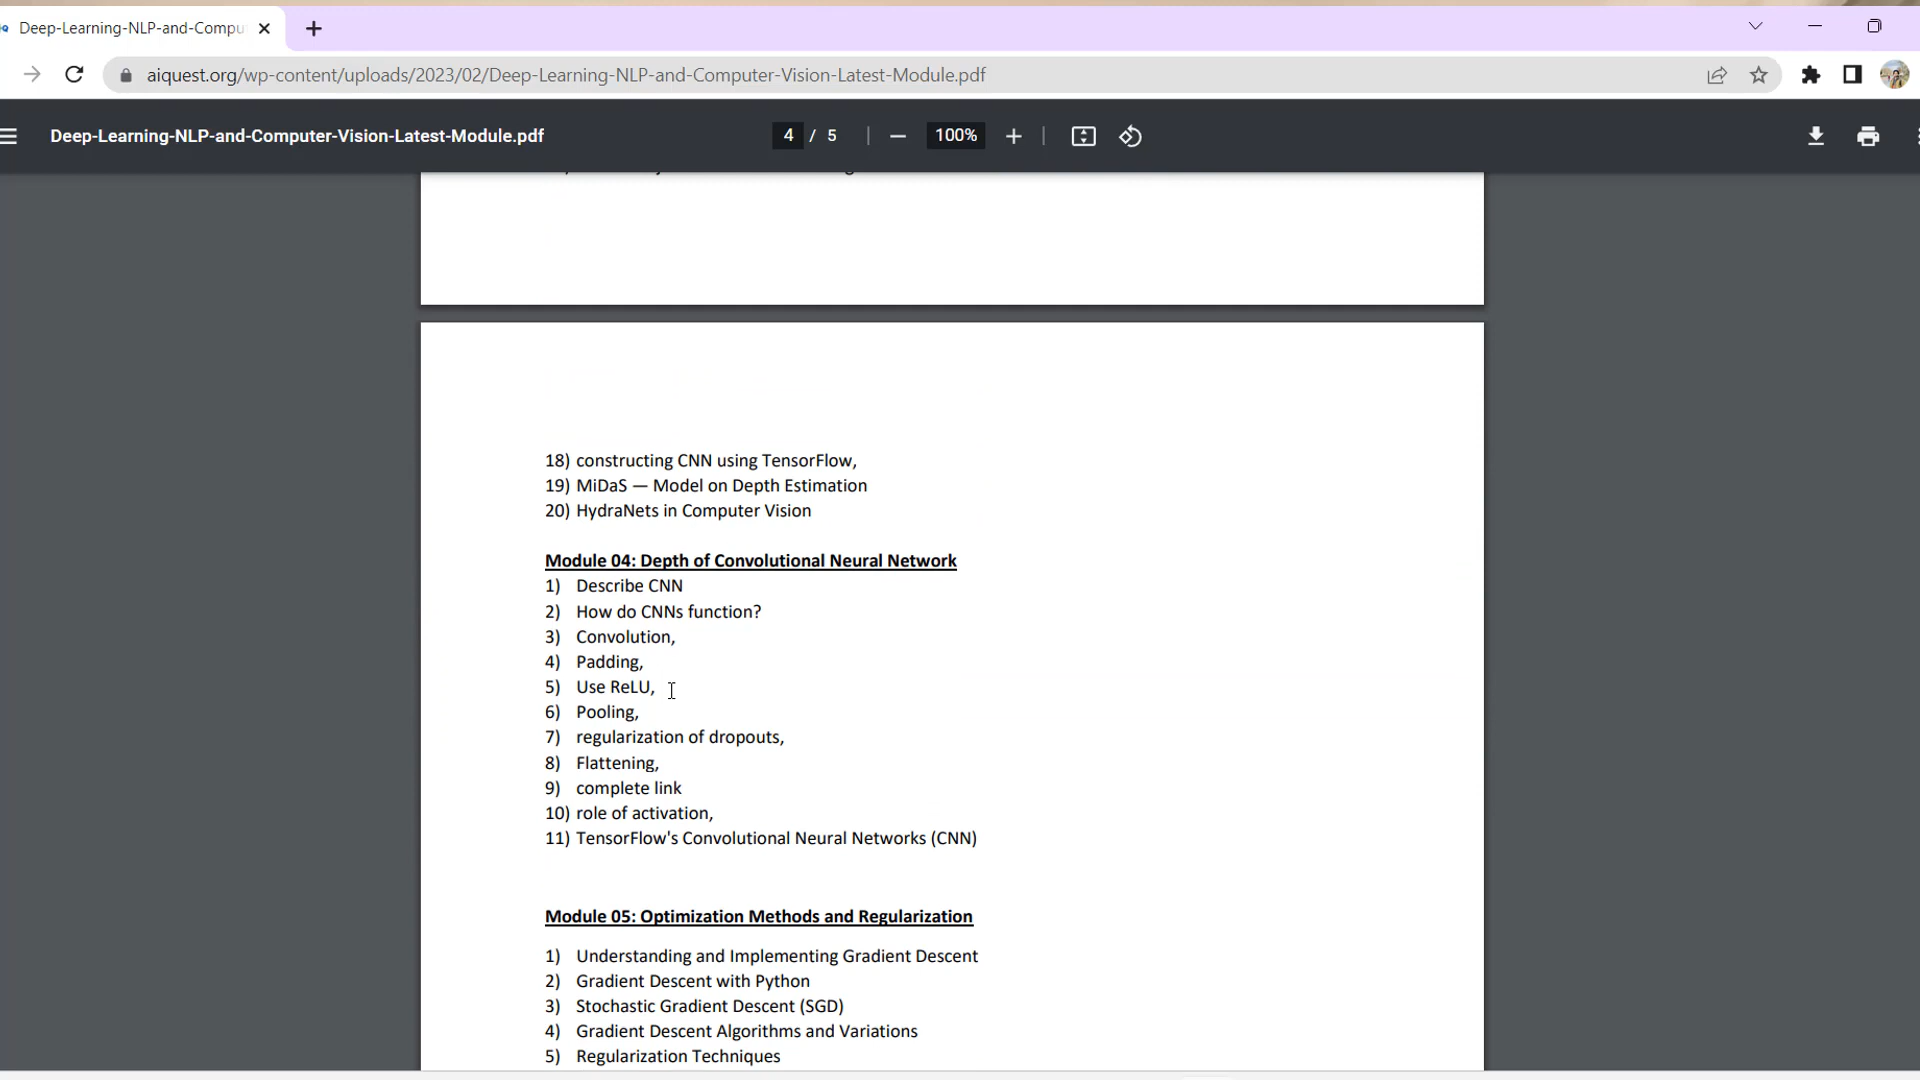 Deep-Learning-NLP-and-Compu
aiquest.org/wp-content/uploads/2023/02/Deep-Learning-NLP-and-Computer-Vision-Latest-Module.pdf
Deep-Learning-NLP-and-Computer-Vision-Latest-Module.pdf
4 / 5
100%
18) constructing CNN using TensorFlow,
19) MiDaS — Model on Depth Estimation
20) HydraNets in Computer Vision
Module 04: Depth of Convolutional Neural Network
1) Describe CNN
2) How do CNNs function?
3) Convolution,
4) Padding,
5) Use ReLU,
6) Pooling,
7) regularization of dropouts,
8) Flattening,
9) complete link
10) role of activation,
11) TensorFlow's Convolutional Neural Networks (CNN)
Module 05: Optimization Methods and Regularization
1) Understanding and Implementing Gradient Descent
2) Gradient Descent with Python
3) Stochastic Gradient Descent (SGD)
4) Gradient Descent Algorithms and Variations
5) Regularization Techniques